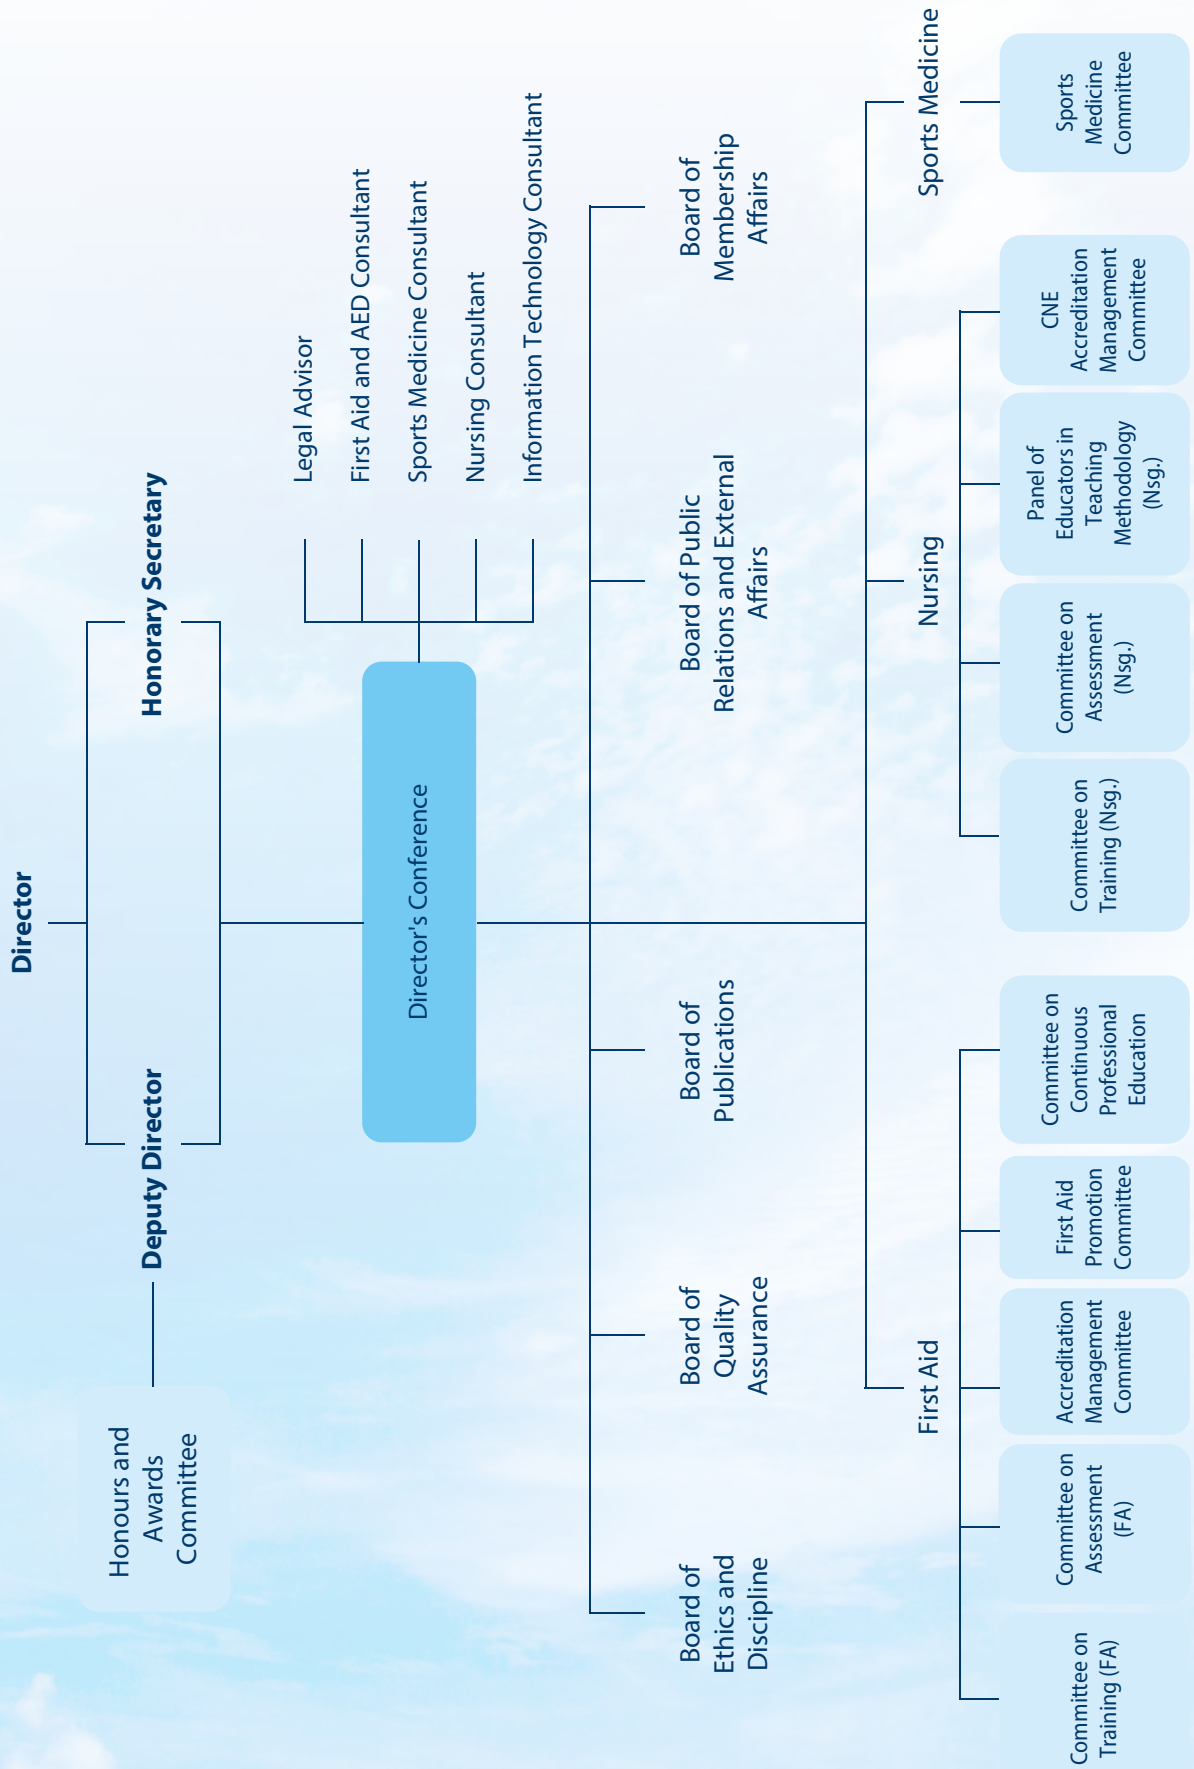 Director
Deputy Director
Honorary Secretary
Honours and
Awards
Committee
Director's Conference
Legal Advisor
First Aid and AED Consultant
Sports Medicine Consultant
Nursing Consultant
Information Technology Consultant
Board of
Ethics and
Discipline
Board of
Quality
Assurance
Board of
Publications
Board of Public
Relations and External
Affairs
Board of
Membership
Affairs
First Aid
Nursing
Sports Medicine
Committee on
Training (FA)
Committee on
Assessment
(FA)
Accreditation
Management
Committee
First Aid
Promotion
Committee
Committee on
Continuous
Professional
Education
Committee on
Training (Nsg.)
Committee on
Assessment
(Nsg.)
Panel of
Educators in
Teaching
Methodology
(Nsg.)
CNE
Accreditation
Management
Committee
Sports
Medicine
Committee